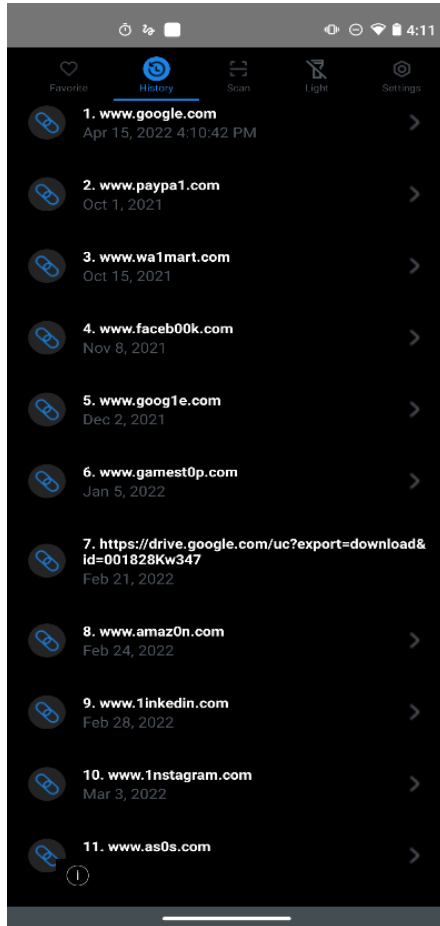 4:11
Favorite History Scan Light Settings
1. www.google.com
Apr 15, 2022 4:10:42 PM
2. www.paypa1.com
Oct 1, 2021
3. www.wa1mart.com
Oct 15, 2021
4. www.faceb00k.com
Nov 8, 2021
5. www.goog1e.com
Dec 2, 2021
6. www.gamest0p.com
Jan 5, 2022
7. https://drive.google.com/uc?export=download&
id=001828Kw347
Feb 21, 2022
8. www.amaz0n.com
Feb 24, 2022
9. www.1inkedin.com
Feb 28, 2022
10. www.1nstagram.com
Mar 3, 2022
11. www.as0s.com